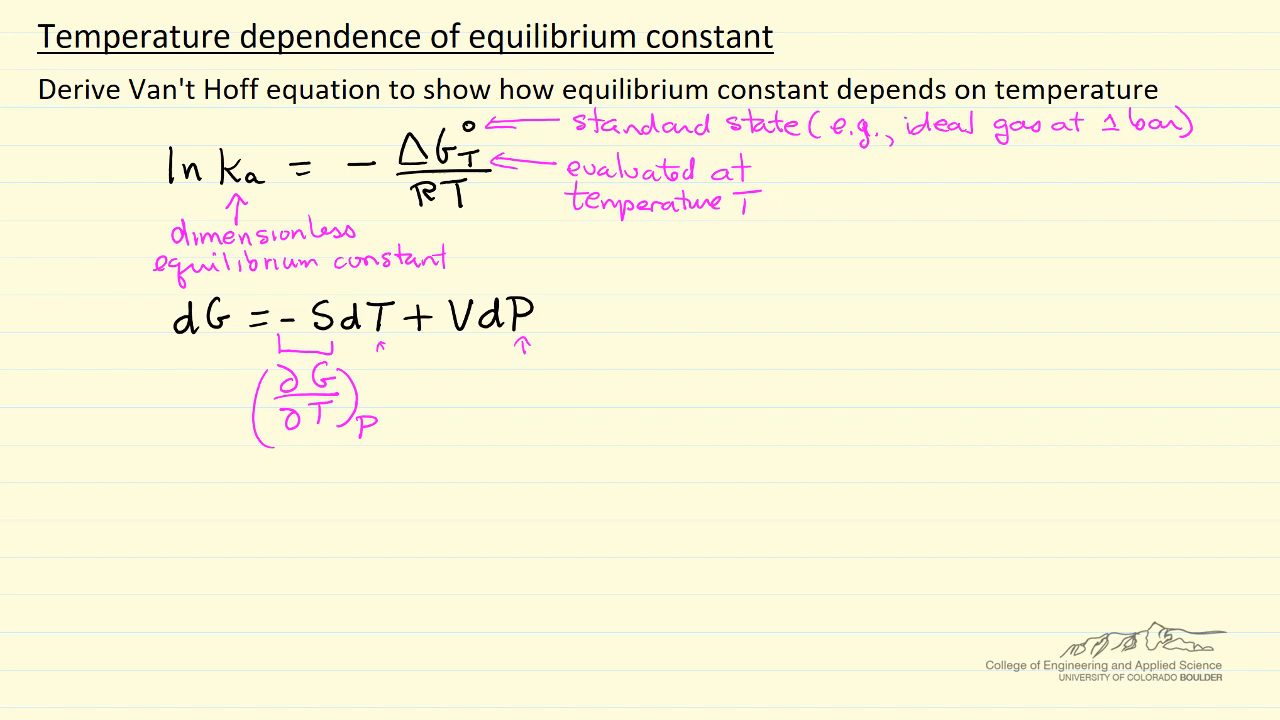 Temperature dependence of equilibrium constant
Derive Van't Hoff equation to show how equilibrium constant depends on temperature
standard state (e.g., ideal gas at 1 bar)
ln Ka = - ΔG°T / RT
evaluated at
temperature T
dimensionless
equilibrium constant
dG = - SdT + VdP
(∂G/∂T)P
College of Engineering and Applied Science
UNIVERSITY OF COLORADO BOULDER